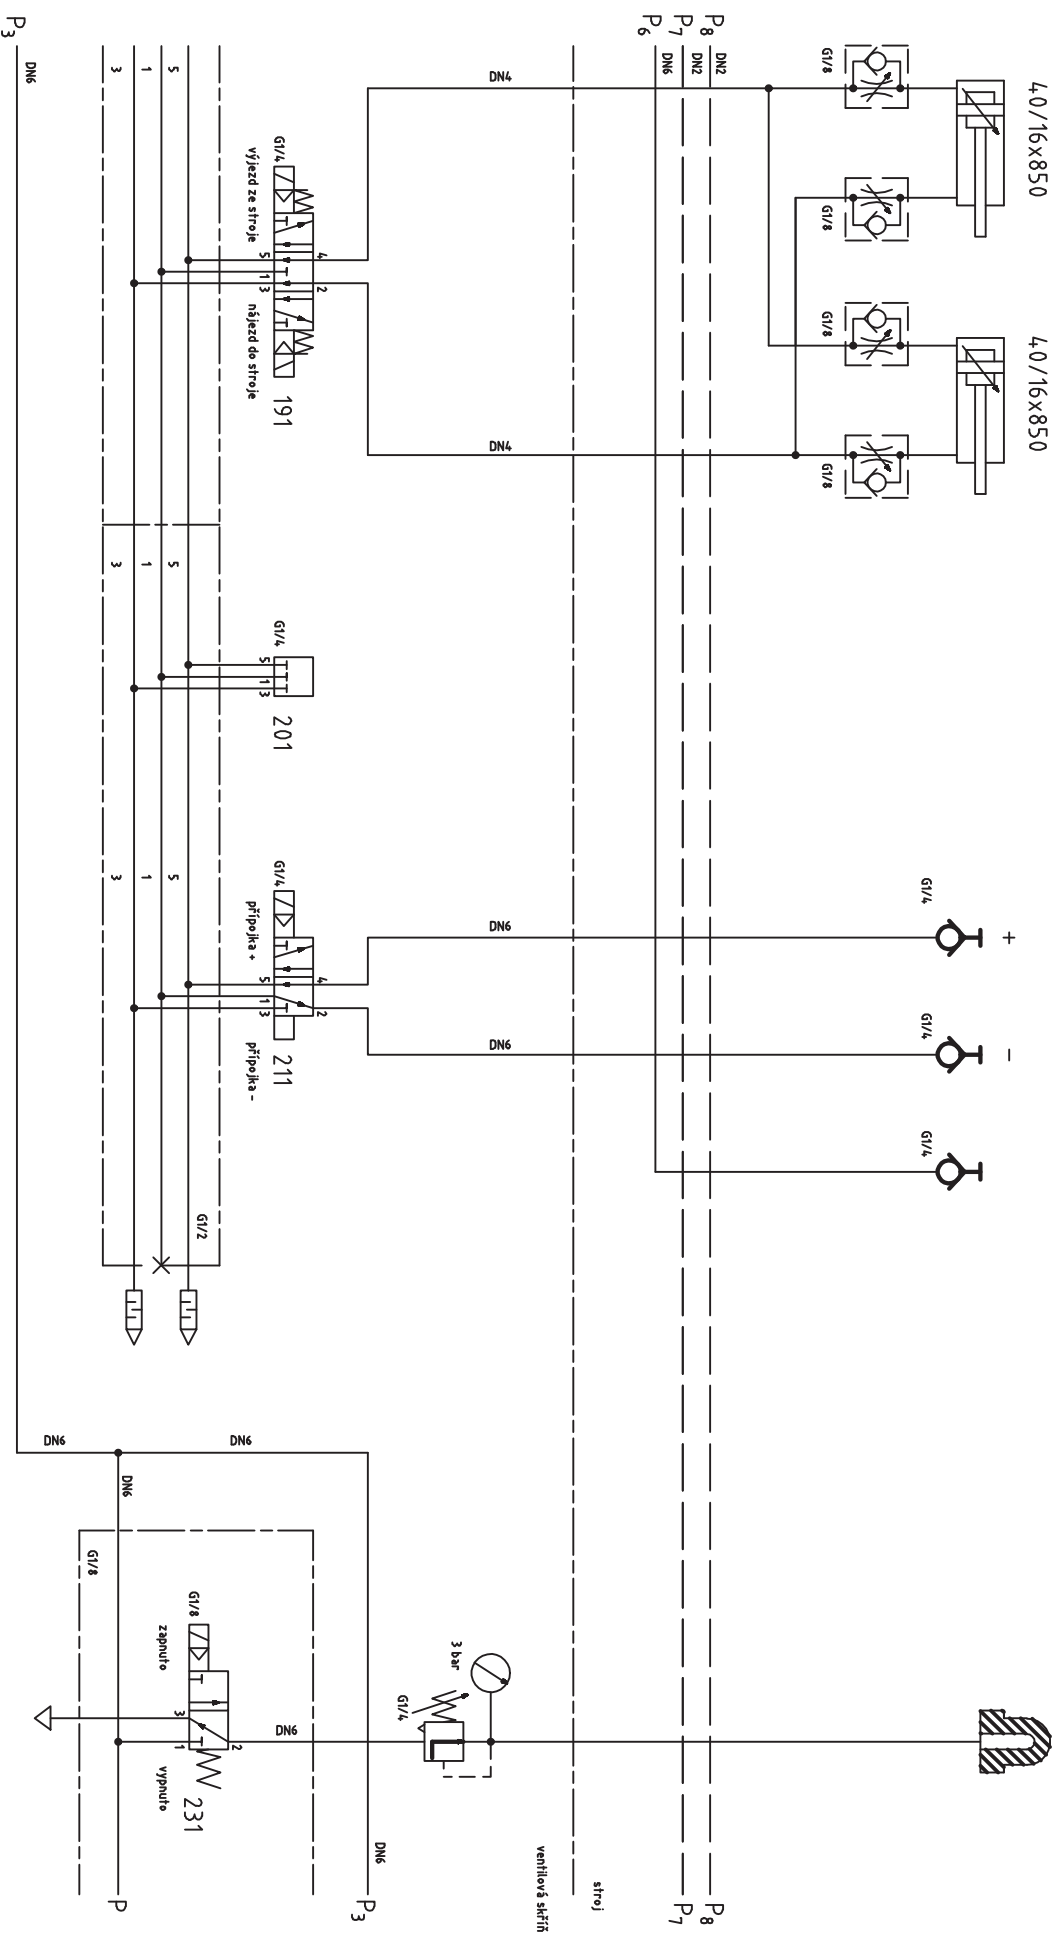 40/16x850
40/16x850
G1/8
G1/8
G1/8
G1/8
+
-
G1/4
G1/4
G1/4
P8
P7
P6
DN2
DN2
DN6
P8
P7
stroj
ventilová skříň
DN4
DN4
DN6
DN6
3 bar
G1/4
G1/4
výjezd ze stroje
4
2
5
1
3
nájezd do stroje
191
G1/4
5
1
3
201
G1/4
přípojka +
4
2
5
1
3
přípojka -
211
G1/2
5
1
3
5
1
3
5
1
3
P3
DN6
DN6
DN6
DN6
DN6
P3
G1/8
G1/8
zapnuto
3
1
2
DN6
vypnuto
231
P